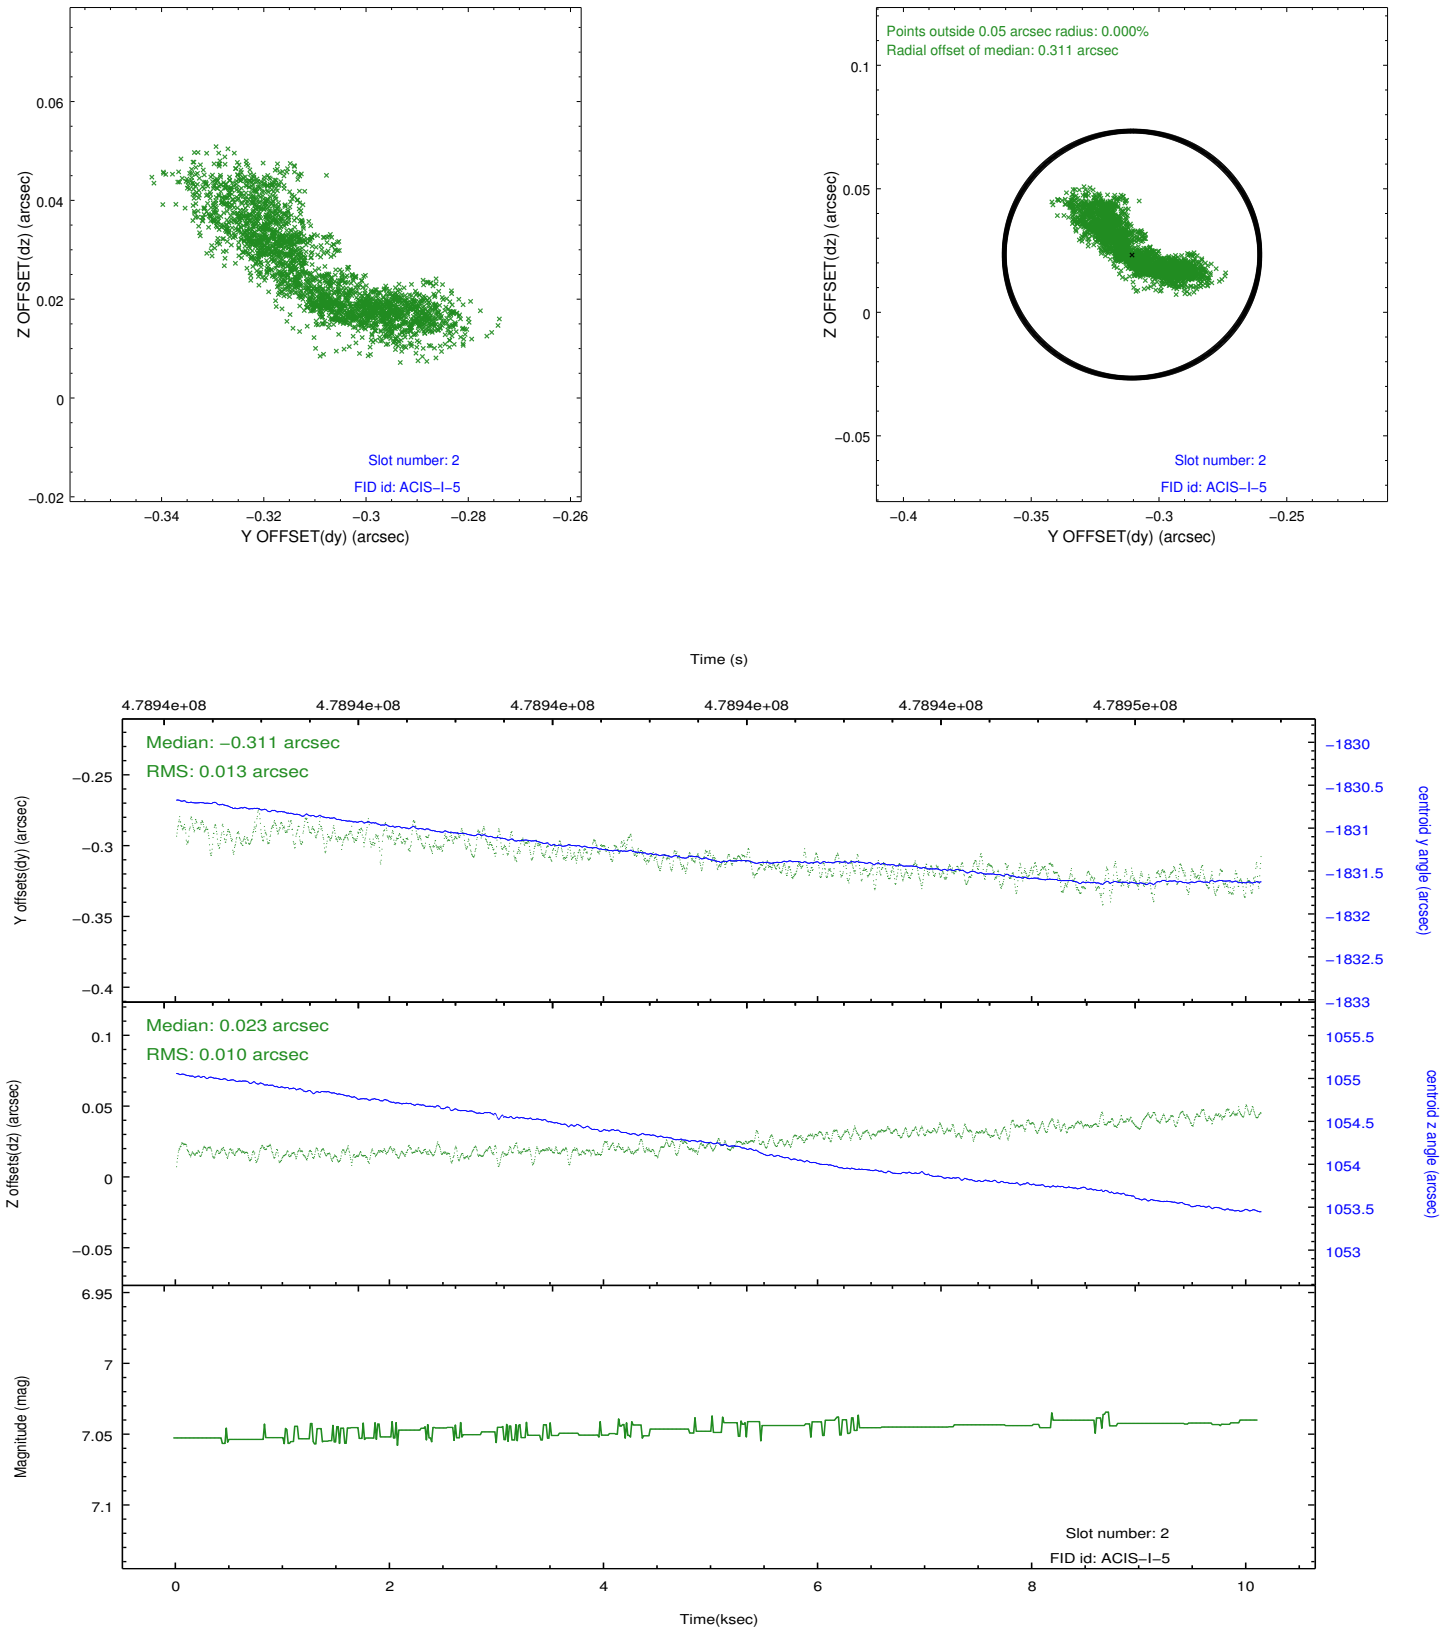 0.06
0.04
0.02
0
−0.02
Z OFFSET(dz) (arcsec)
Slot number: 2
FID id: ACIS−I−5
−0.34
−0.32
−0.3
−0.28
−0.26
Y OFFSET(dy) (arcsec)
Points outside 0.05 arcsec radius: 0.000%
Radial offset of median: 0.311 arcsec
0.1
0.05
0
−0.05
Z OFFSET(dz) (arcsec)
Slot number: 2
FID id: ACIS−I−5
−0.4
−0.35
−0.3
−0.25
Y OFFSET(dy) (arcsec)
Time (s)
4.7894e+08
4.7894e+08
4.7894e+08
4.7894e+08
4.7894e+08
4.7895e+08
Median: −0.311 arcsec
RMS: 0.013 arcsec
−0.25
−0.3
−0.35
−0.4
Y offsets(dy) (arcsec)
−1830
−1830.5
−1831
−1831.5
−1832
−1832.5
−1833
centroid y angle (arcsec)
Median: 0.023 arcsec
RMS: 0.010 arcsec
0.1
0.05
0
−0.05
Z offsets(dz) (arcsec)
1055.5
1055
1054.5
1054
1053.5
1053
centroid z angle (arcsec)
6.95
7
7.05
7.1
Magnitude (mag)
Slot number: 2
FID id: ACIS−I−5
0
2
4
6
8
10
Time(ksec)